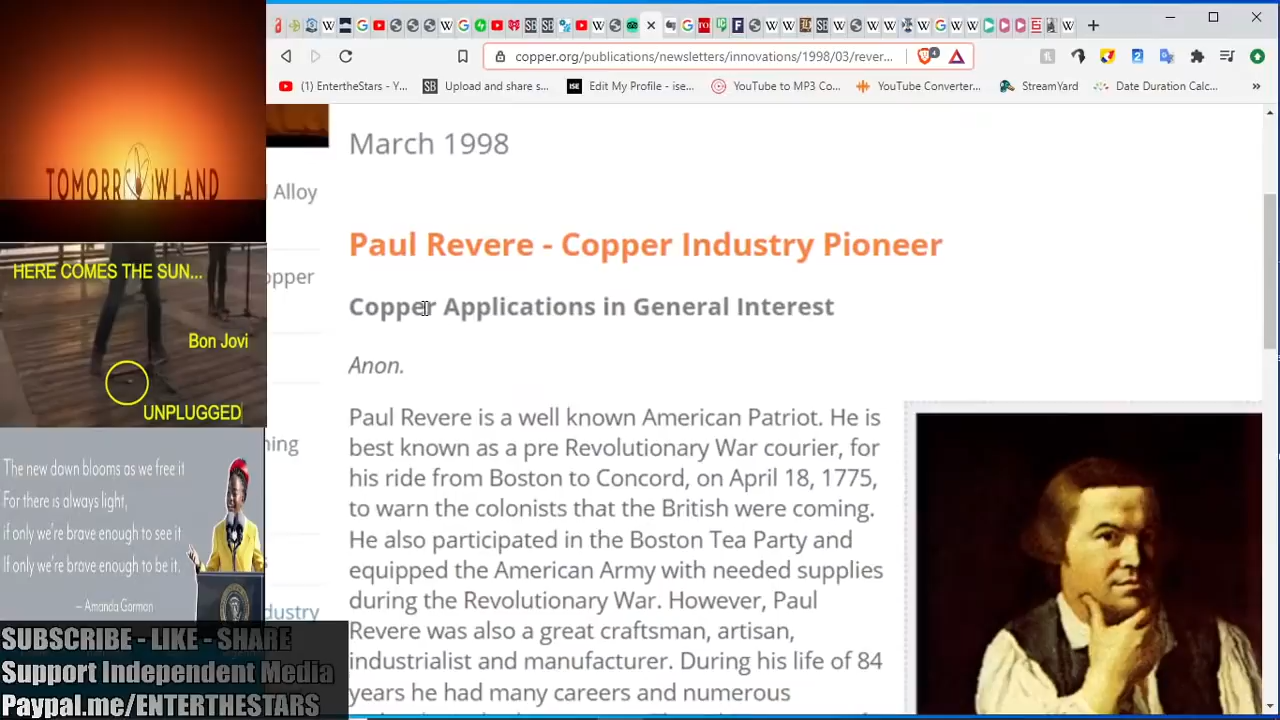 TOMORROWLAND
HERE COMES THE SUN...
Bon Jovi
UNPLUGGED
The new dawn blooms as we free it
For there is always light,
if only we're brave enough to see it
If only we're brave enough to be it.
— Amanda Gorman
SUBSCRIBE - LIKE - SHARE
Support Independent Media
Paypal.me/ENTERTHESTARS
copper.org/publications/newsletters/innovations/1998/03/rever...
(1) EntertheStars - Y...
Upload and share s...
Edit My Profile - ise...
YouTube to MP3 Co...
YouTube Converter...
StreamYard
Date Duration Calc...
Alloy
opper
ning
dustry
March 1998
Paul Revere - Copper Industry Pioneer
Copper Applications in General Interest
Anon.
Paul Revere is a well known American Patriot. He is
best known as a pre Revolutionary War courier, for
his ride from Boston to Concord, on April 18, 1775,
to warn the colonists that the British were coming.
He also participated in the Boston Tea Party and
equipped the American Army with needed supplies
during the Revolutionary War. However, Paul
Revere was also a great craftsman, artisan,
industrialist and manufacturer. During his life of 84
years he had many careers and numerous